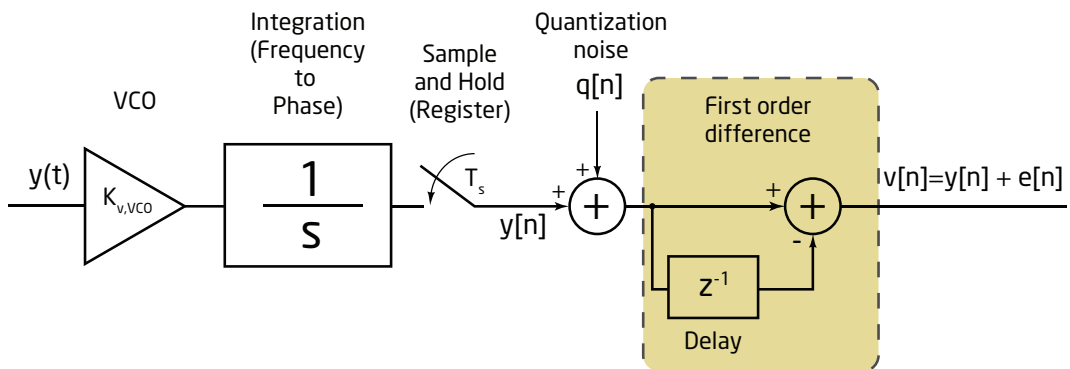 VCO
Integration
(Frequency
to
Phase)
Sample
and Hold
(Register)
Quantization
noise
q[n]
First order
difference
y(t)
K_v,VCO
1
s
T_s
y[n]
+
+
+
+
+
-
v[n]=y[n] + e[n]
z^-1
Delay